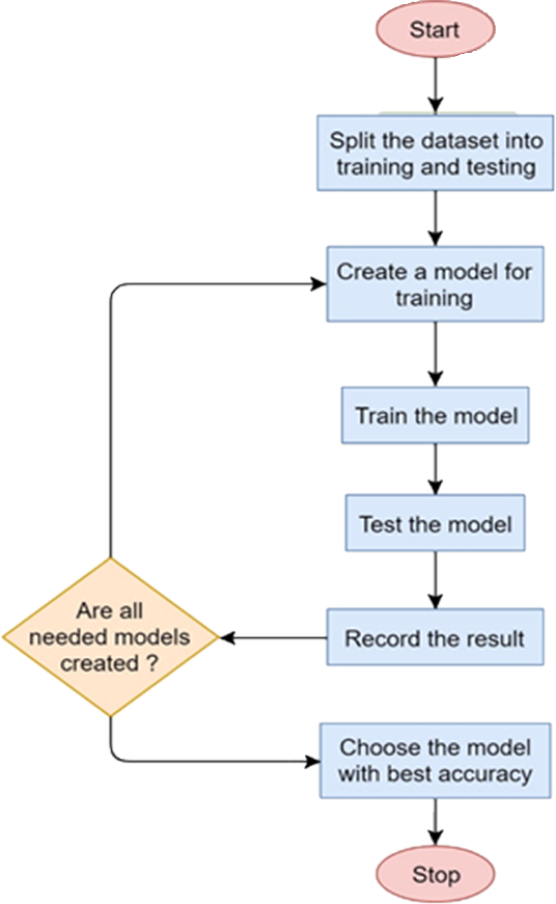 Start
Split the dataset into
training and testing
Create a model for
training
Train the model
Test the model
Record the result
Are all
needed models
created ?
Choose the model
with best accuracy
Stop